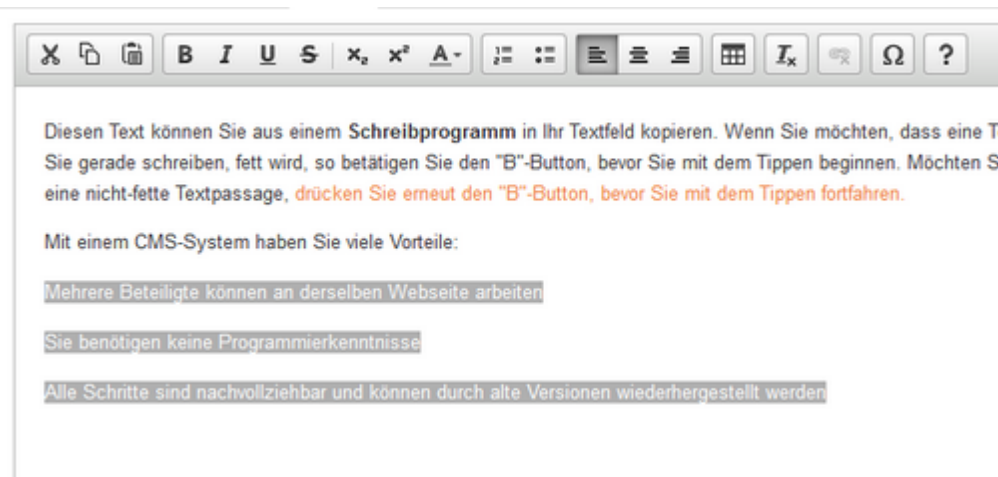 B I U S x₂ x² A Iₓ Ω ?
Diesen Text können Sie aus einem Schreibprogramm in Ihr Textfeld kopieren. Wenn Sie möchten, dass eine
Sie gerade schreiben, fett wird, so betätigen Sie den "B"-Button, bevor Sie mit dem Tippen beginnen. Möchten
eine nicht-fette Textpassage, drücken Sie erneut den "B"-Button, bevor Sie mit dem Tippen fortfahren.
Mit einem CMS-System haben Sie viele Vorteile:
Mehrere Beteiligte können an derselben Webseite arbeiten
Sie benötigen keine Programmierkenntnisse
Alle Schritte sind nachvollziehbar und können durch alte Versionen wiederhergestellt werden